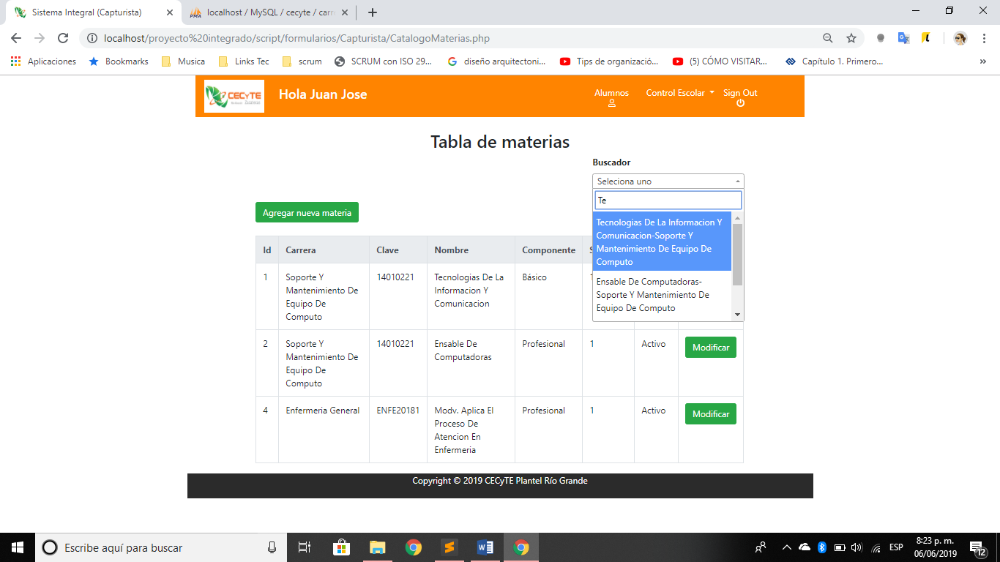 Sistema Integral (Capturista)
localhost / MySQL / cecyte / carr
localhost/proyecto%20integrado/script/formularios/Capturista/CatalogoMaterias.php
Aplicaciones
Bookmarks
Musica
Links Tec
scrum
SCRUM con ISO 29...
diseño arquitectoni...
Tips de organizació...
(5) CÓMO VISITAR...
Capítulo 1. Primero...
»
CECyTE
Hola Juan Jose
Alumnos
Control Escolar
Sign Out
Tabla de materias
Buscador
Seleciona uno
Te
Tecnologias De La Informacion Y
Comunicacion-Soporte Y
Mantenimiento De Equipo De
Computo
Ensable De Computadoras-
Soporte Y Mantenimiento De
Equipo De Computo
Agregar nueva materia
Id
Carrera
Clave
Nombre
Componente
1
Soporte Y
Mantenimiento De
Equipo De
Computo
14010221
Tecnologias De La
Informacion Y
Comunicacion
Básico
2
Soporte Y
Mantenimiento De
Equipo De
Computo
14010221
Ensable De
Computadoras
Profesional
1
Activo
Modificar
4
Enfermeria General
ENFE20181
Modv. Aplica El
Proceso De
Atencion En
Enfermeria
Profesional
1
Activo
Modificar
Copyright © 2019 CECyTE Plantel Río Grande
Escribe aquí para buscar
ESP
8:23 p. m.
06/06/2019
12